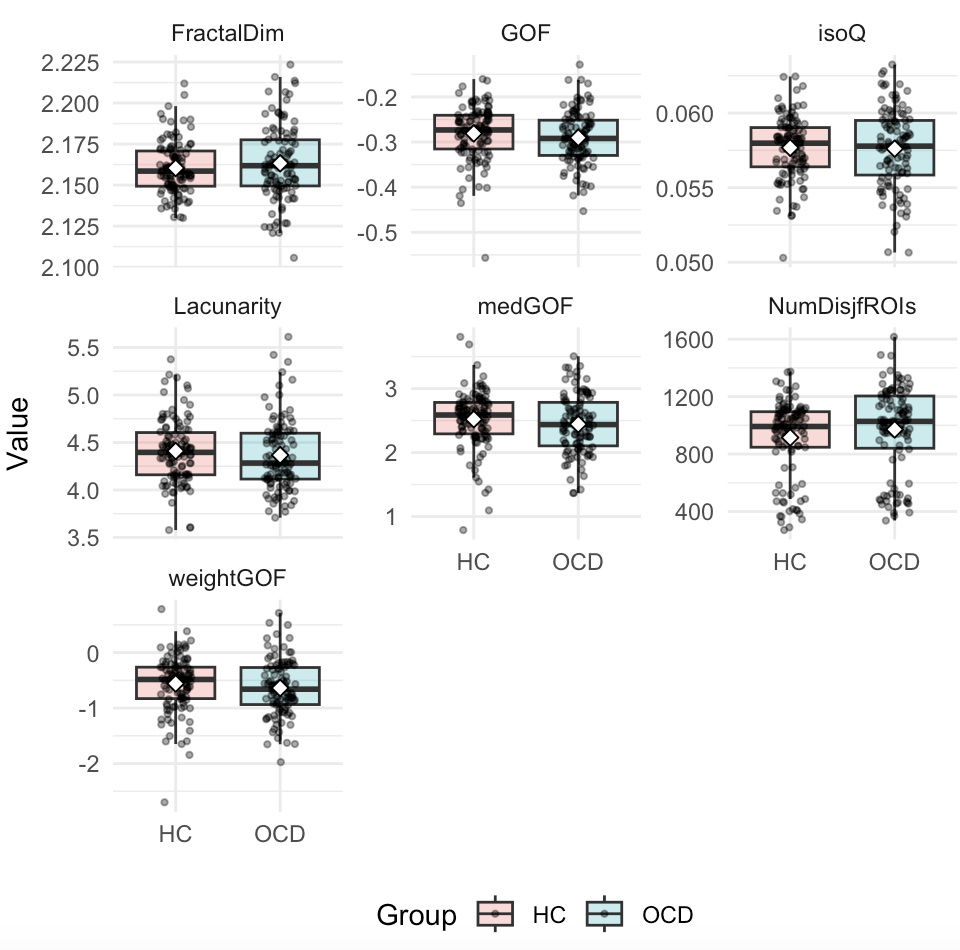 FractalDim
GOF
isoQ
2.225
2.200
2.175
2.150
2.125
2.100
-0.2
-0.3
-0.4
-0.5
0.060
0.055
0.050
Lacunarity
medGOF
NumDisjfROIs
5.5
5.0
4.5
4.0
3.5
3
2
1
1600
1200
800
400
HC OCD
HC OCD
weightGOF
0
-1
-2
HC OCD
Value
Group HC OCD